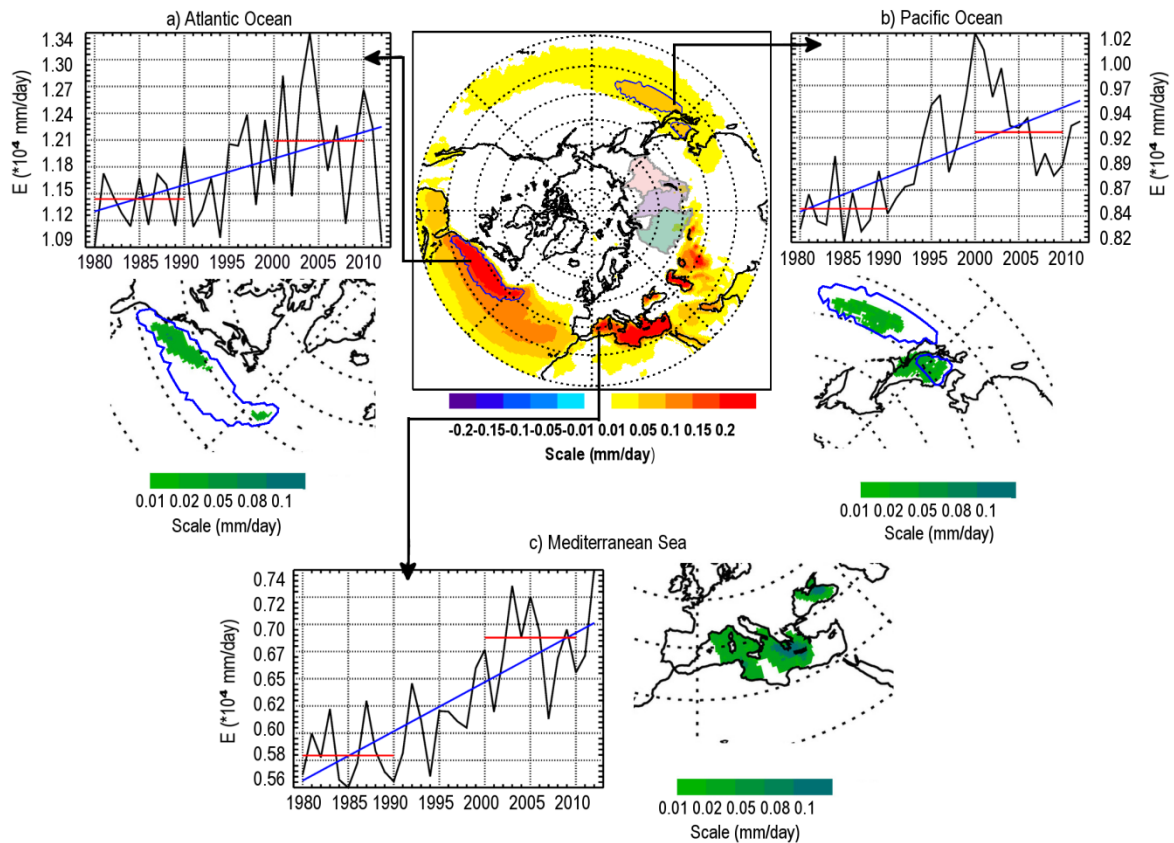 a) Atlantic Ocean
E (*10⁴ mm/day)
1.34
1.30
1.27
1.24
1.21
1.18
1.15
1.12
1.09
1980 1985 1990 1995 2000 2005 2010
0.01 0.02 0.05 0.08 0.1
Scale (mm/day)
-0.2 -0.15 -0.1 -0.05 -0.01 0.01 0.05 0.1 0.15 0.2
Scale (mm/day)
b) Pacific Ocean
1.02
1.00
0.97
0.94
0.92
0.89
0.87
0.84
0.82
E (*10⁴ mm/day)
1980 1985 1990 1995 2000 2005 2010
0.01 0.02 0.05 0.08 0.1
Scale (mm/day)
c) Mediterranean Sea
E (*10⁴ mm/day)
0.74
0.72
0.70
0.67
0.65
0.60
0.58
0.56
1980 1985 1990 1995 2000 2005 2010
0.01 0.02 0.05 0.08 0.1
Scale (mm/day)